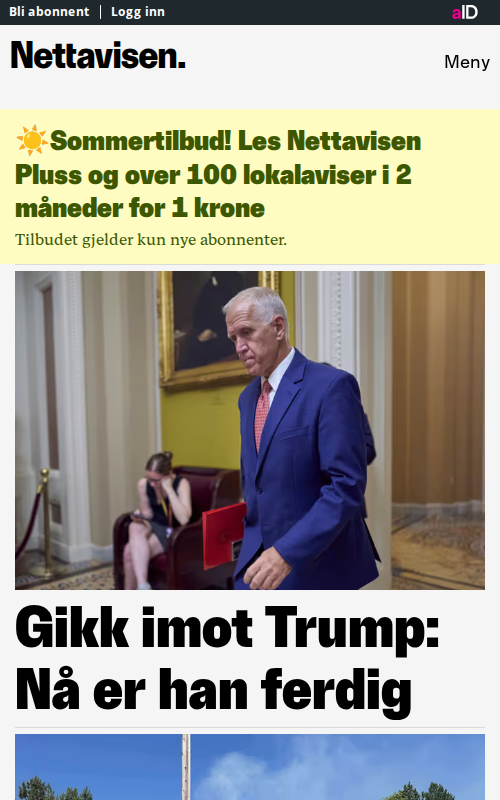 Bli abonnent
Logg inn
aID
Nettavisen.
Meny
☀️Sommertilbud! Les Nettavisen
Pluss og over 100 lokalaviser i 2
måneder for 1 krone
Tilbudet gjelder kun nye abonnenter.
Gikk imot Trump:
Nå er han ferdig